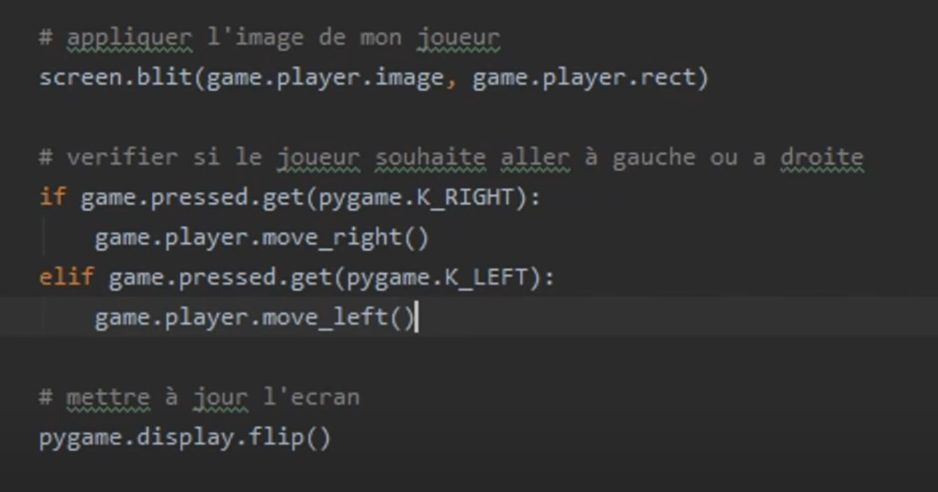 # appliquer l'image de mon joueur
screen.blit(game.player.image, game.player.rect)
# verifier si le joueur souhaite aller à gauche ou a droite
if game.pressed.get(pygame.K_RIGHT):
game.player.move_right()
elif game.pressed.get(pygame.K_LEFT):
game.player.move_left()
# mettre à jour l'ecran
pygame.display.flip()